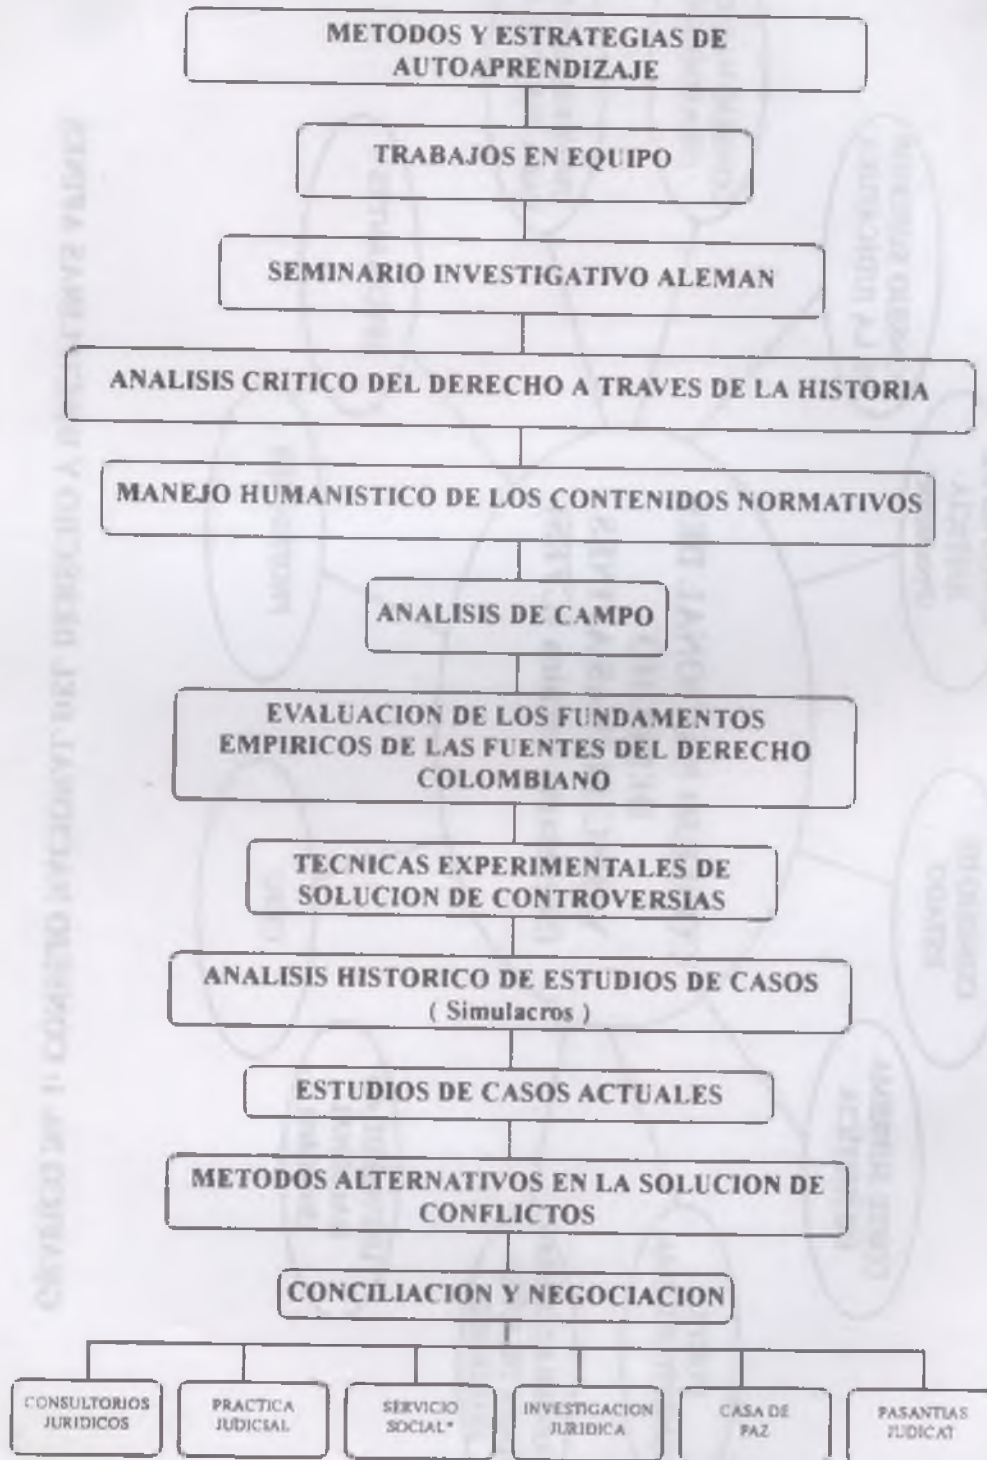 METODOS Y ESTRATEGIAS DE
AUTOAPRENDIZAJE
TRABAJOS EN EQUIPO
SEMINARIO INVESTIGATIVO ALEMAN
ANALISIS CRITICO DEL DERECHO A TRAVES DE LA HISTORIA
MANEJO HUMANISTICO DE LOS CONTENIDOS NORMATIVOS
ANALISIS DE CAMPO
EVALUACION DE LOS FUNDAMENTOS
EMPIRICOS DE LAS FUENTES DEL DERECHO
COLOMBIANO
TECNICAS EXPERIMENTALES DE
SOLUCION DE CONTROVERSIAS
ANALISIS HISTORICO DE ESTUDIOS DE CASOS
( Simulacros )
ESTUDIOS DE CASOS ACTUALES
METODOS ALTERNATIVOS EN LA SOLUCION DE
CONFLICTOS
CONCILIACION Y NEGOCIACION
CONSULTORIOS
JURIDICOS
PRACTICA
JUDICIAL
SERVICIO
SOCIAL*
INVESTIGACION
JURIDICA
CASA DE
PAZ
PASANTIAS